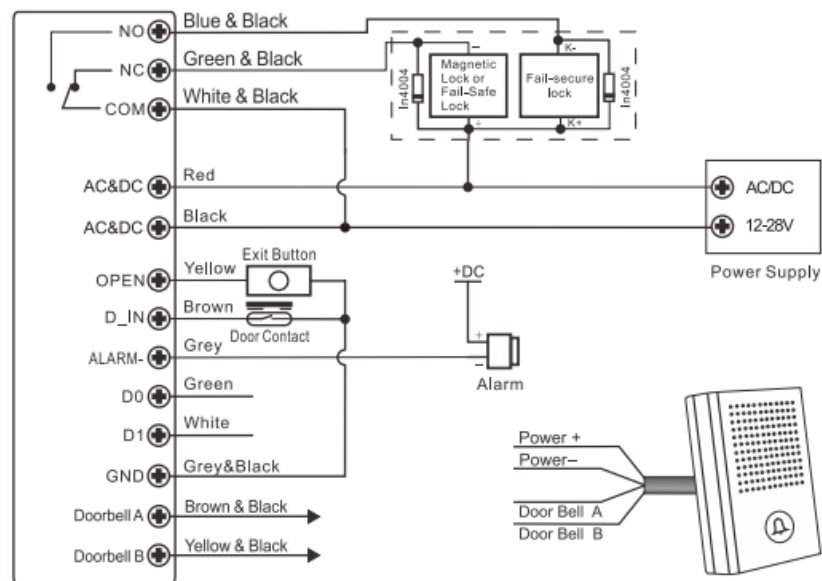 NO Blue & Black
NC Green & Black
COM White & Black
In4004
–
Magnetic
Lock or
Fail-Safe
Lock
+
K-
Fail-secure
lock
K+
In4004
AC&DC Red
AC&DC Black
AC/DC
12-28V
Power Supply
OPEN Yellow
Exit Button
D_IN Brown
Door Contact
ALARM- Grey
+DC
+
–
Alarm
D0 Green
D1 White
GND Grey&Black
Doorbell A Brown & Black
Doorbell B Yellow & Black
Power +
Power–
Door Bell A
Door Bell B